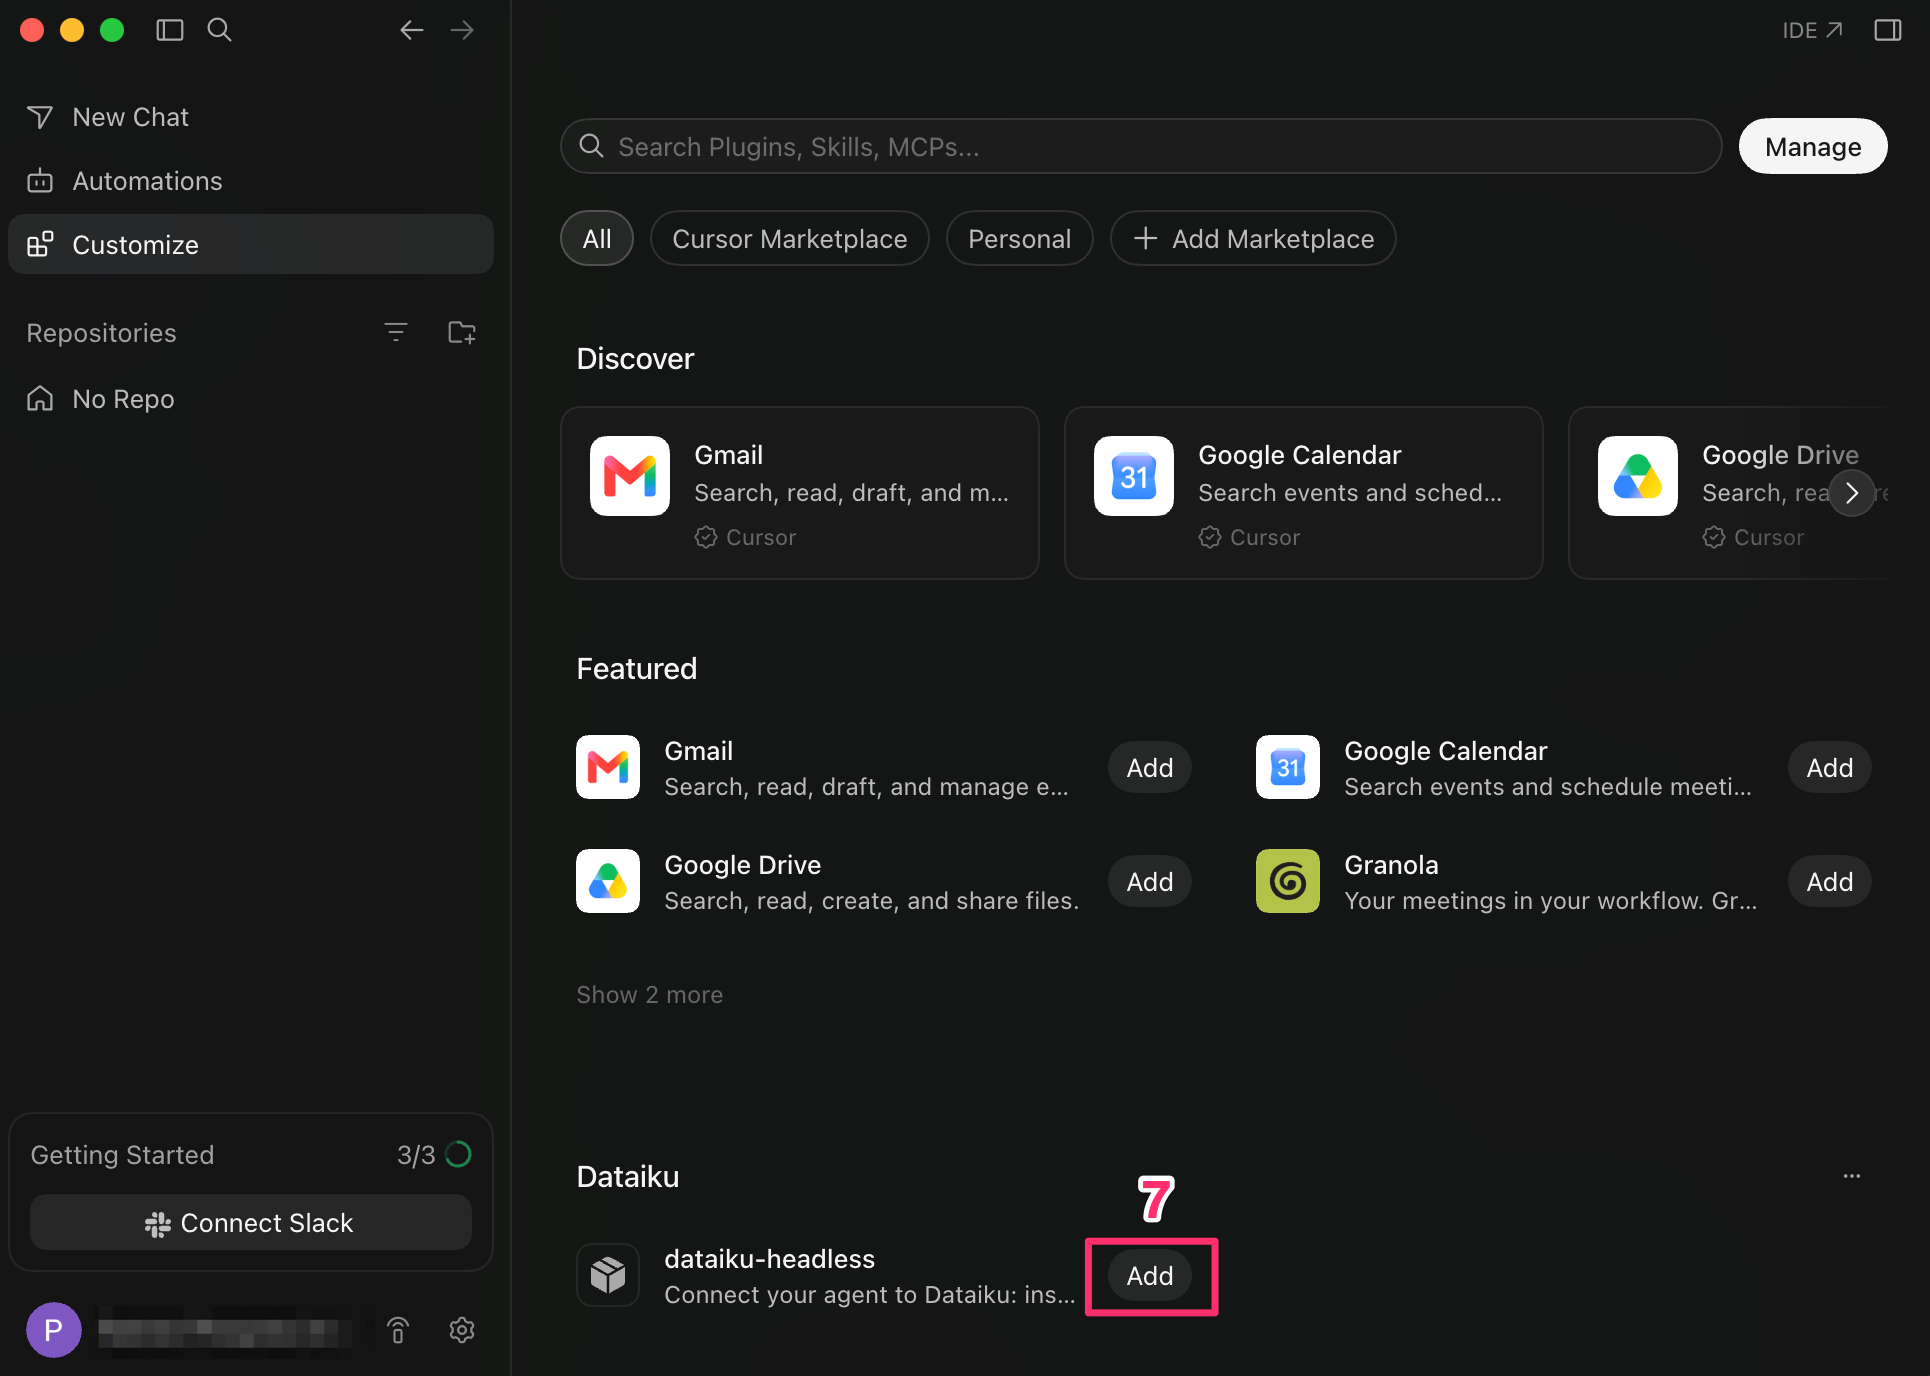 IDE
New Chat
Automations
Customize
Repositories
No Repo
Search Plugins, Skills, MCPs...
Manage
All
Cursor Marketplace
Personal
Add Marketplace
Discover
Gmail
Search, read, draft, and m...
Cursor
31
Google Calendar
Search events and sched...
Cursor
Google Drive
Search, rea
Cursor
Featured
Gmail
Search, read, draft, and manage e...
Add
31
Google Calendar
Search events and schedule meeti...
Add
Google Drive
Search, read, create, and share files.
Add
Granola
Your meetings in your workflow. Gr...
Add
Show 2 more
Dataiku
7
dataiku-headless
Connect your agent to Dataiku: ins...
Add
Getting Started
3/3
Connect Slack
P